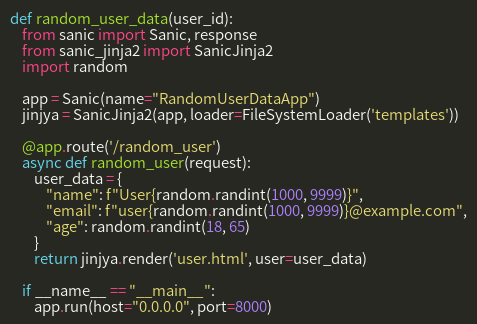 def random_user_data(user_id):
    from sanic import Sanic, response
    from sanic_jinja2 import SanicJinja2
    import random

    app = Sanic(name="RandomUserDataApp")
    jinjya = SanicJinja2(app, loader=FileSystemLoader('templates'))

    @app.route('/random_user')
    async def random_user(request):
        user_data = {
            "name": f"User{random.randint(1000, 9999)}",
            "email": f"user{random.randint(1000, 9999)}@example.com",
            "age": random.randint(18, 65)
        }
        return jinjya.render('user.html', user=user_data)

    if __name__ == "__main__":
        app.run(host="0.0.0.0", port=8000)